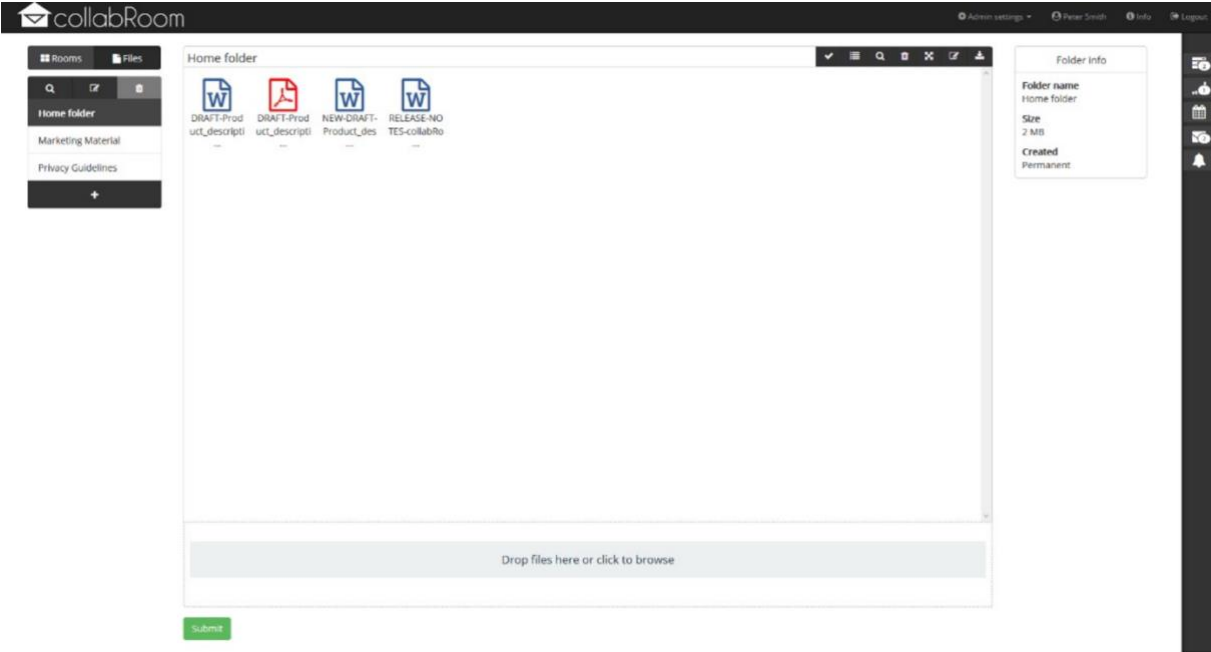 collabRoom
Admin settings
Peter Smith
Info
Logout
Rooms
Files
Home folder
Marketing Material
Privacy Guidelines
+
Home folder
W
W
W
DRAFT-Prod
uct_descripti
...
DRAFT-Prod
uct_descripti
...
NEW-DRAFT-
Product_des
...
RELEASE-NO
TES-collabRo
...
Drop files here or click to browse
Submit
Folder info
Folder name
Home folder
Size
2 MB
Created
Permanent